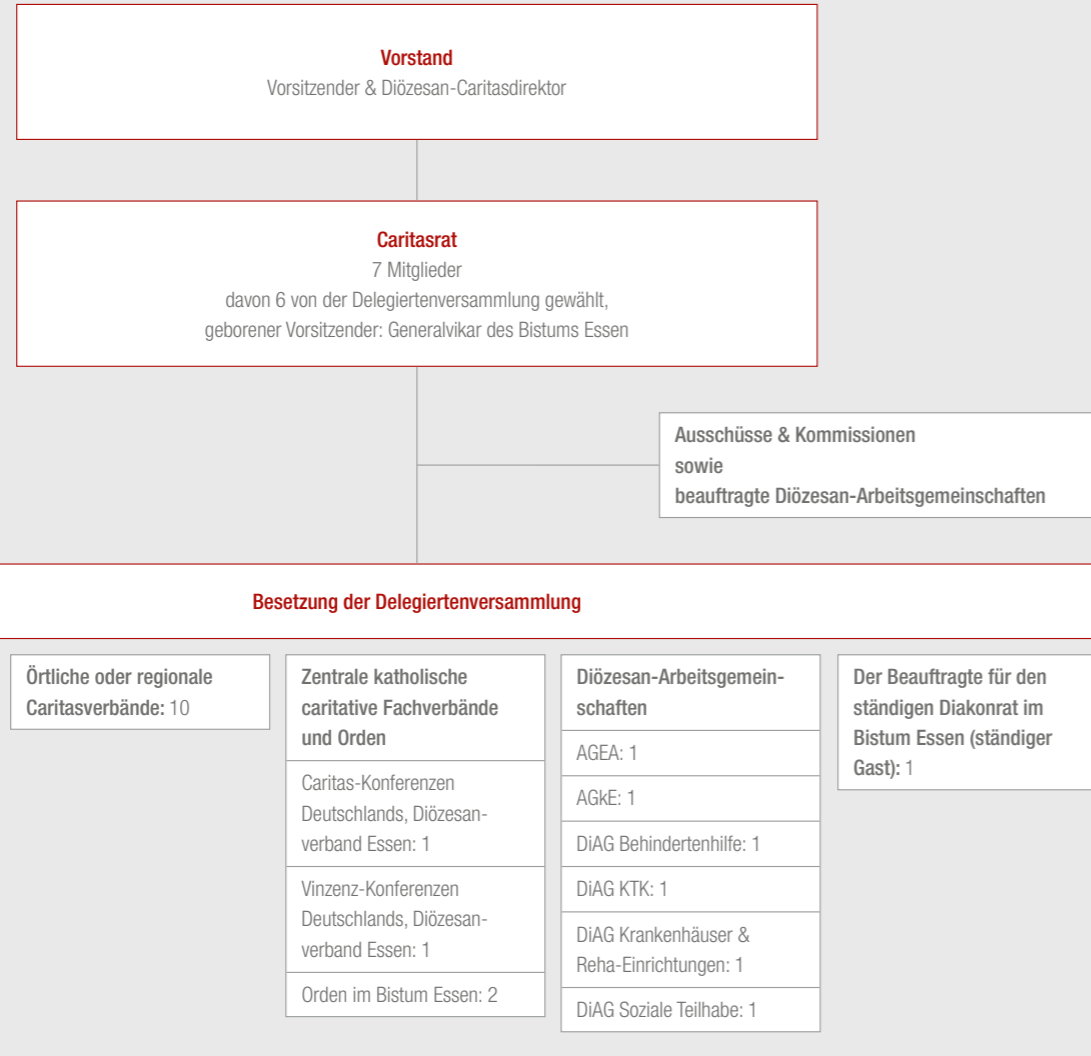 Vorstand
Vorsitzender & Diözesan-Caritasdirektor
Caritasrat
7 Mitglieder
davon 6 von der Delegiertenversammlung gewählt,
geborener Vorsitzender: Generalvikar des Bistums Essen
Ausschüsse & Kommissionen
sowie
beauftragte Diözesan-Arbeitsgemeinschaften
Besetzung der Delegiertenversammlung
Örtliche oder regionale
Caritasverbände: 10
Zentrale katholische
caritative Fachverbände
und Orden
Caritas-Konferenzen
Deutschlands, Diözesan-
verband Essen: 1
Vinzenz-Konferenzen
Deutschlands, Diözesan-
verband Essen: 1
Orden im Bistum Essen: 2
Diözesan-Arbeitsgemein-
schaften
AGEA: 1
AGkE: 1
DiAG Behindertenhilfe: 1
DiAG KTK: 1
DiAG Krankenhäuser &
Reha-Einrichtungen: 1
DiAG Soziale Teilhabe: 1
Der Beauftragte für den
ständigen Diakonrat im
Bistum Essen (ständiger
Gast): 1